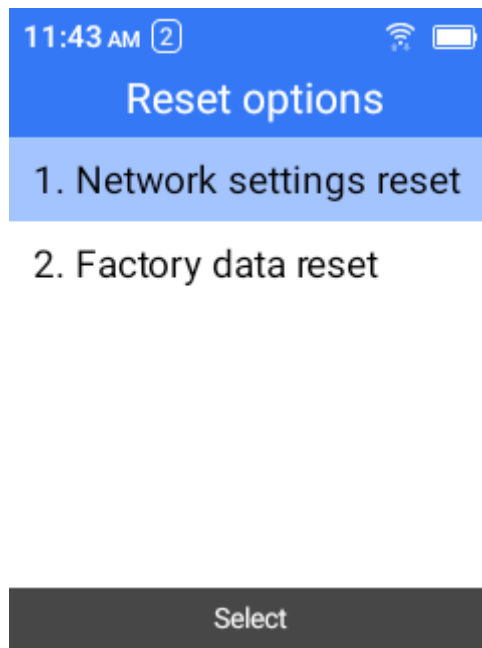 11:43 AM 2
Reset options
1. Network settings reset
2. Factory data reset
Select